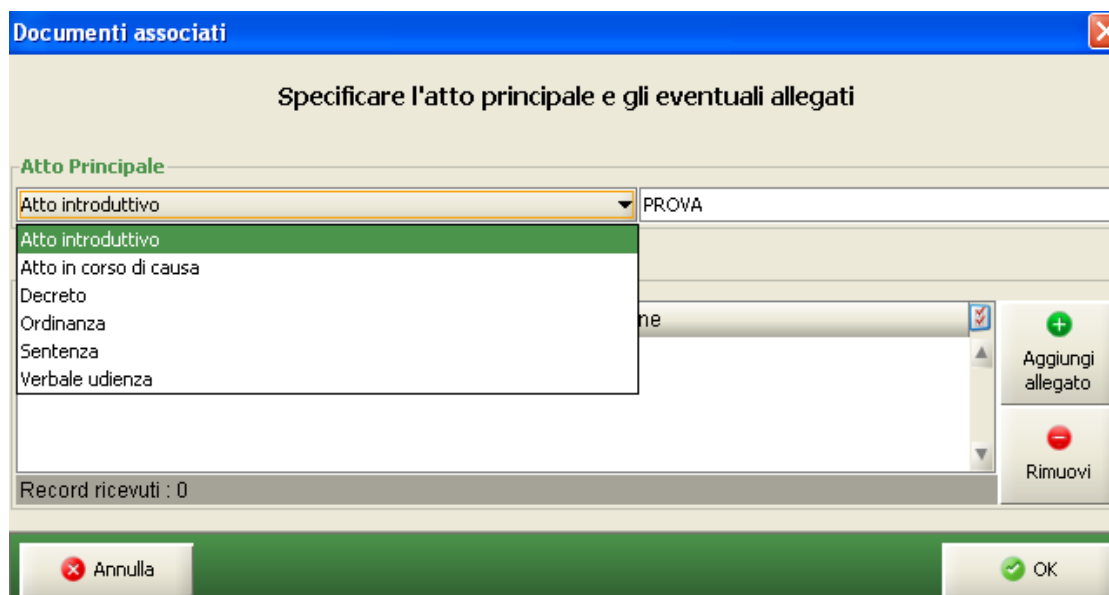 Documenti associati
Specificare l'atto principale e gli eventuali allegati
Atto Principale
Atto introduttivo
PROVA
Atto introduttivo
Atto in corso di causa
Decreto
Ordinanza
Sentenza
Verbale udienza
ne
Aggiungi
allegato
Rimuovi
Record ricevuti : 0
Annulla
OK